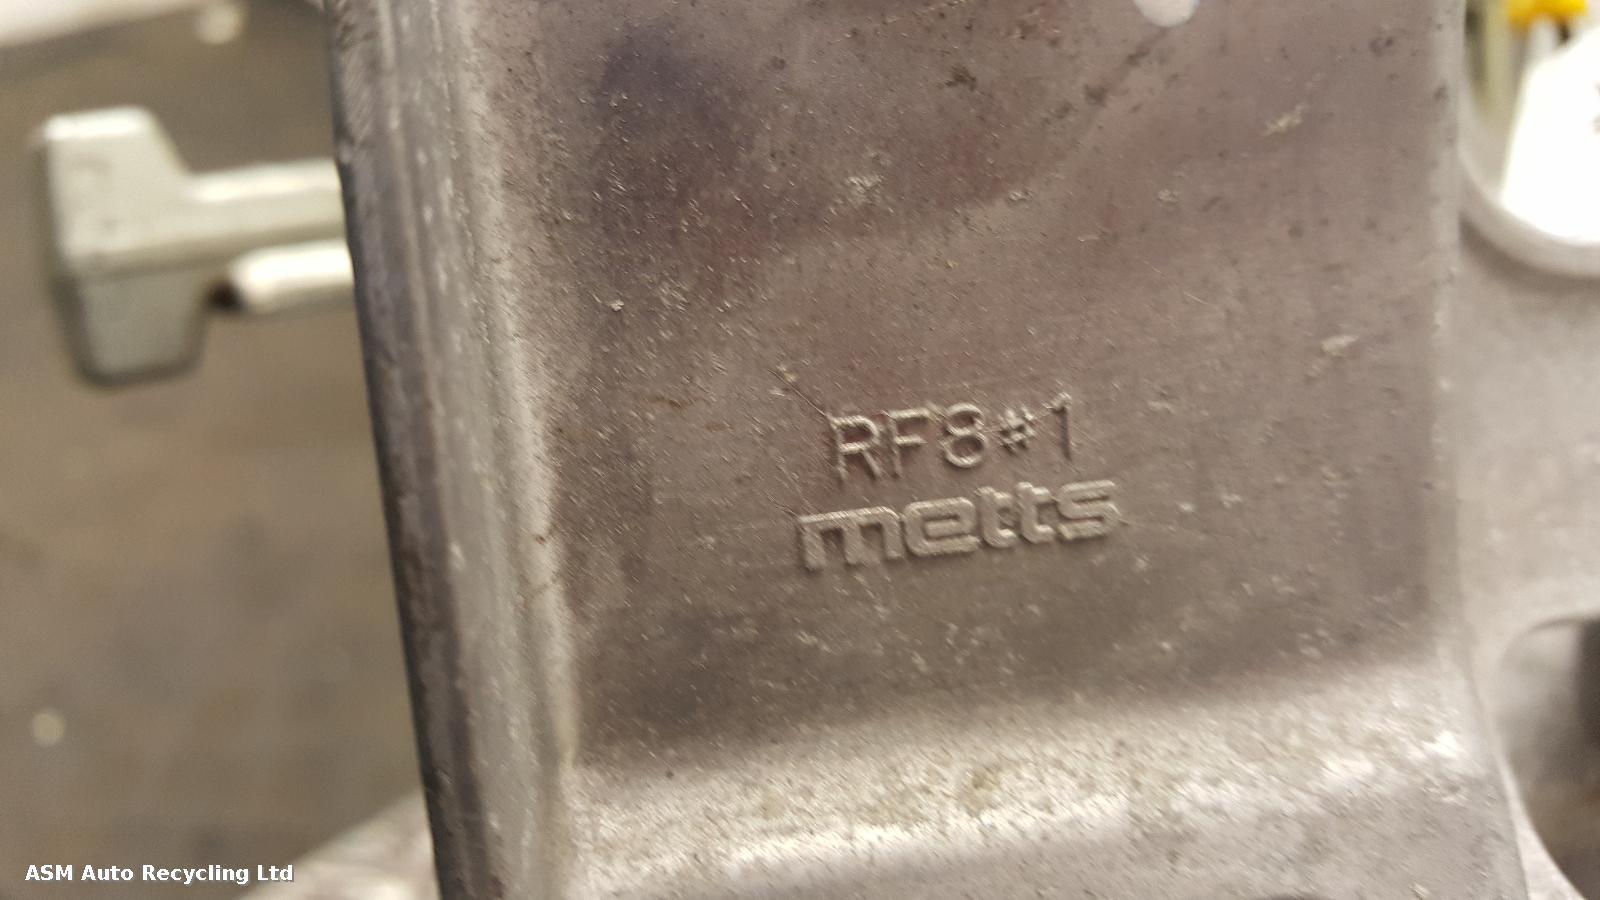 RF8#1
metts
ASM Auto Recycling Ltd